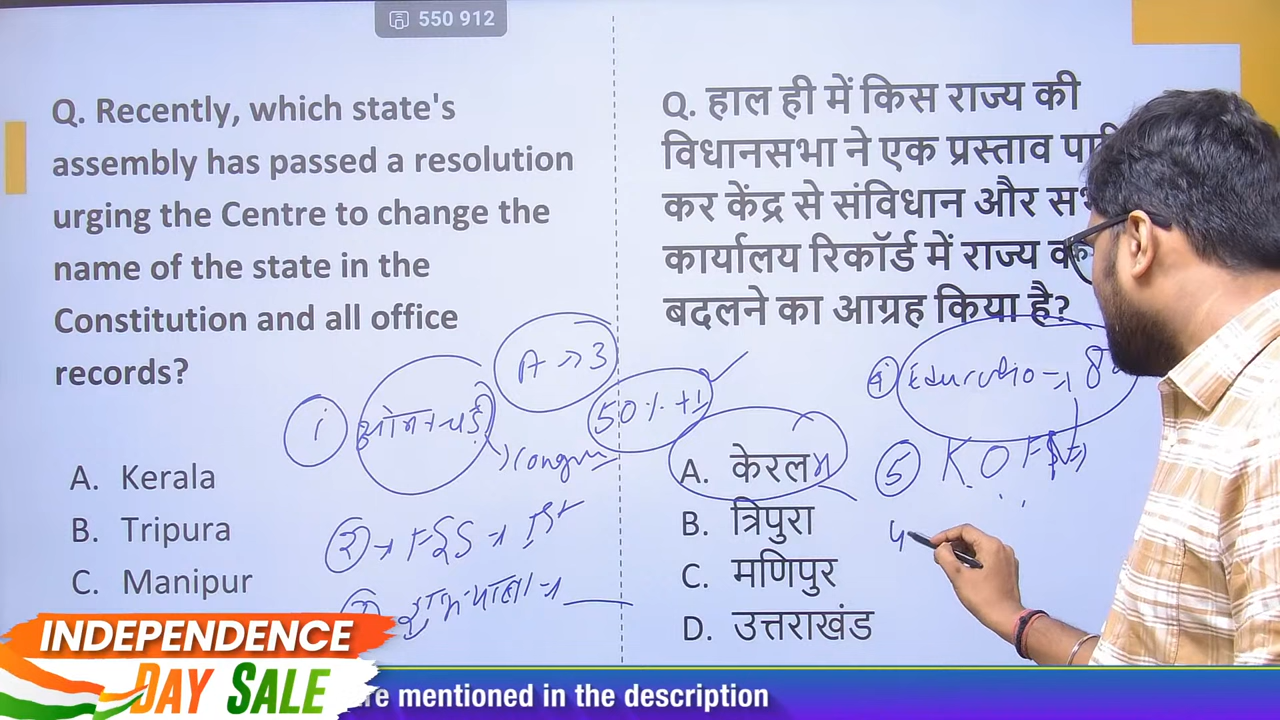 550 912
Q. Recently, which state's
assembly has passed a resolution
urging the Centre to change the
name of the state in the
Constitution and all office
records?
A. Kerala
B. Tripura
C. Manipur
Q. हाल ही में किस राज्य की
विधानसभा ने एक प्रस्ताव
कर केंद्र से संविधान और
कार्यालय रिकॉर्ड में राज्य
बदलने का आग्रह किया है?
A. केरल
B. त्रिपुरा
C. मणिपुर
D. उत्तराखंड
A → 3
50% +1
i
5 K O
INDEPENDENCE
DAY SALE
mentioned in the description